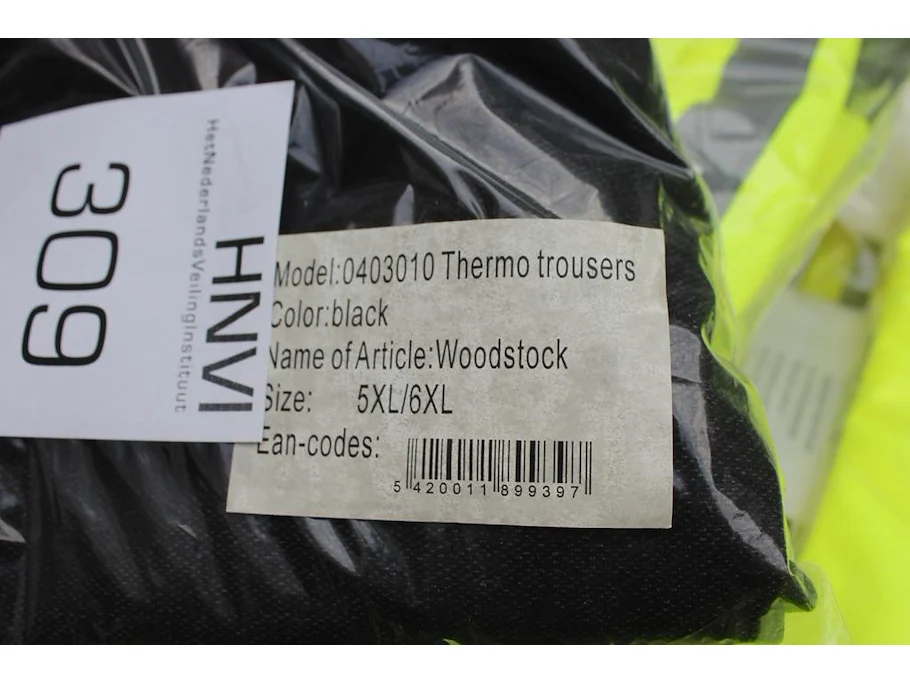 309
HetNederlandsVeilingInstituut
HNVI
Model:0403010 Thermo trousers
Color:black
Name of Article:Woodstock
Size: 5XL/6XL
Ean-codes:
5 420011 899397